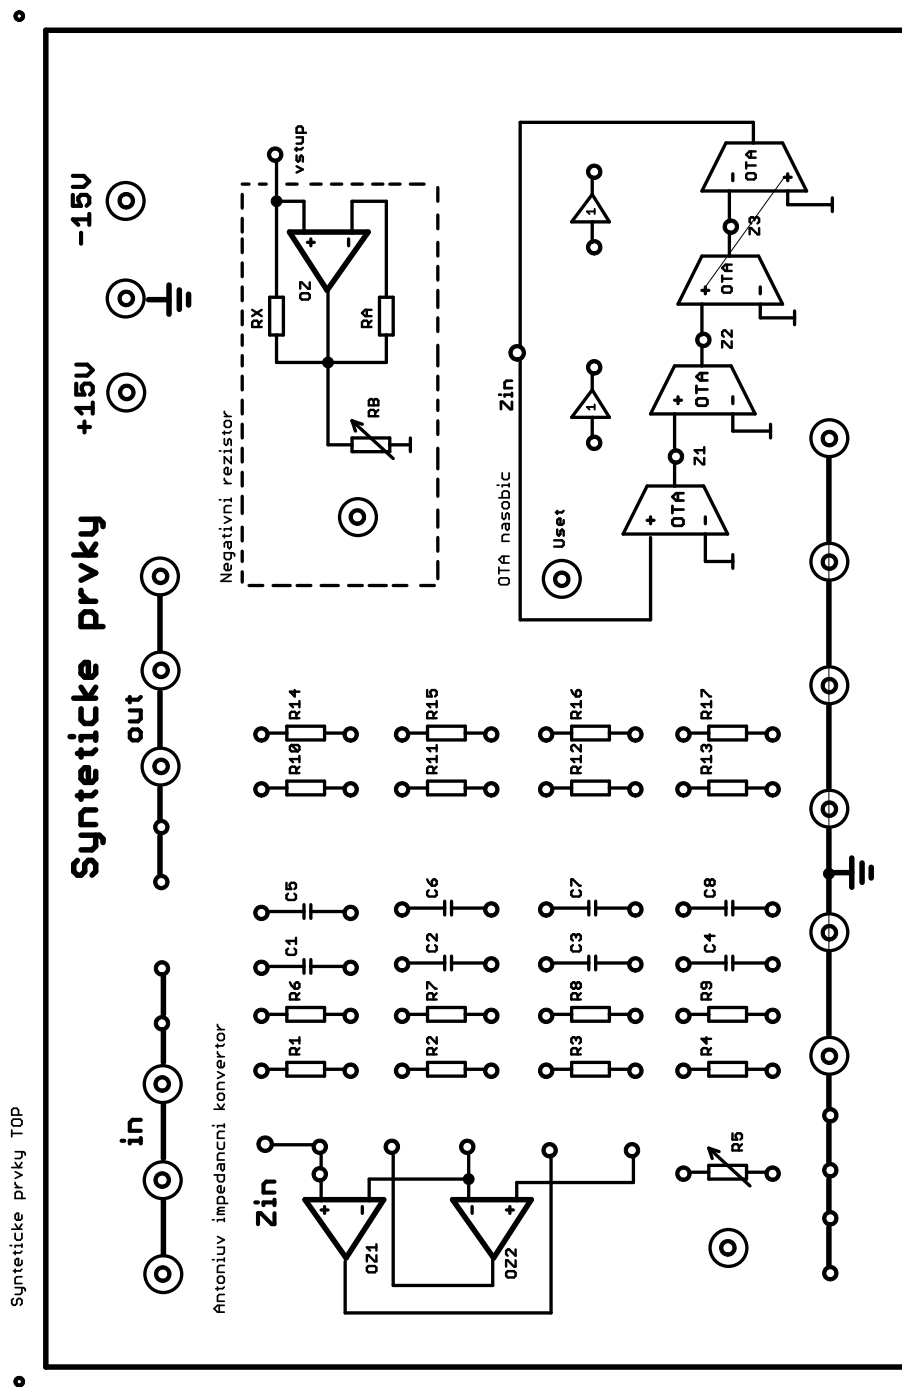 Synteticke prvky TOP
Synteticke prvky
+15V
-15V
in
out
Negativni rezistor
vstup
RX
OZ
+
-
RA
RB
OTA nasobic
Uset
Zin
1
1
OTA
+
-
Z1
OTA
+
-
Z2
OTA
+
-
Z3
OTA
-
+
Antoniuv impedancni konvertor
Zin
OZ1
+
-
OZ2
-
+
R1
R6
C1
C5
R10
R14
R2
R7
C2
C6
R11
R15
R3
R8
C3
C7
R12
R16
R4
R9
C4
C8
R13
R17
R5